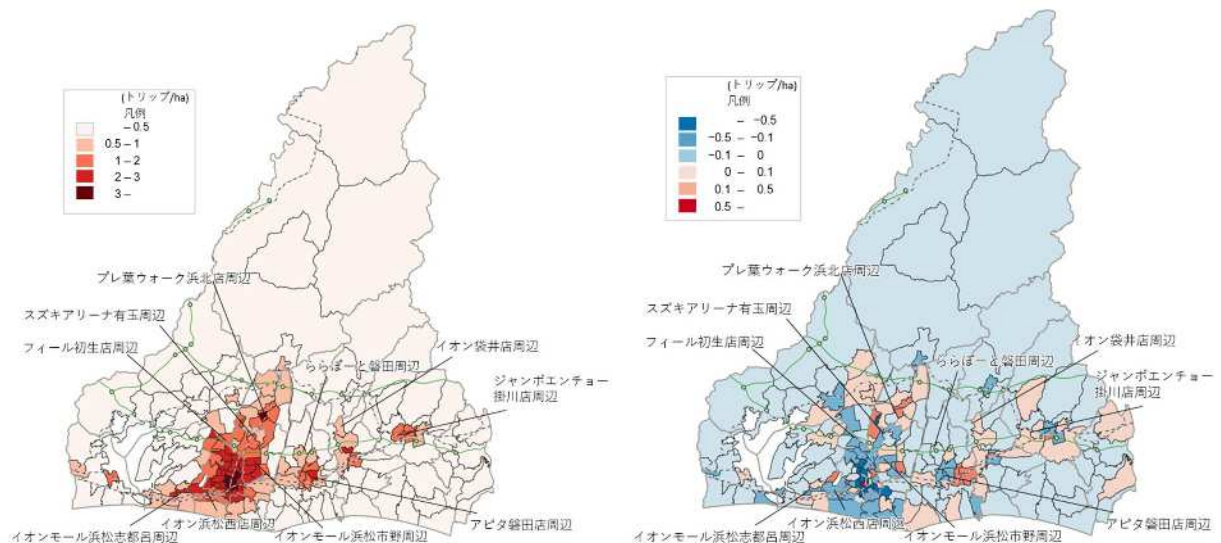 (トリップ/ha)
凡例
– 0.5
0.5 – 1
1 – 2
2 – 3
3 –
プレ葉ウォーク浜北店周辺
スズキアリーナ有玉周辺
フィール初生店周辺
ららぽーと磐田周辺
イオン袋井店周辺
ジャンボエンチョー
掛川店周辺
アピタ磐田店周辺
イオン浜松西店周辺
イオンモール浜松志都呂周辺
イオンモール浜松市野周辺
(トリップ/ha)
凡例
– −0.5
−0.5 – −0.1
−0.1 – 0
0 – 0.1
0.1 – 0.5
0.5 –
プレ葉ウォーク浜北店周辺
スズキアリーナ有玉周辺
フィール初生店周辺
ららぽーと磐田周辺
イオン袋井店周辺
ジャンボエンチョー
掛川店周辺
アピタ磐田店周辺
イオン浜松西店周辺
イオンモール浜松志都呂周辺
イオンモール浜松市野周辺